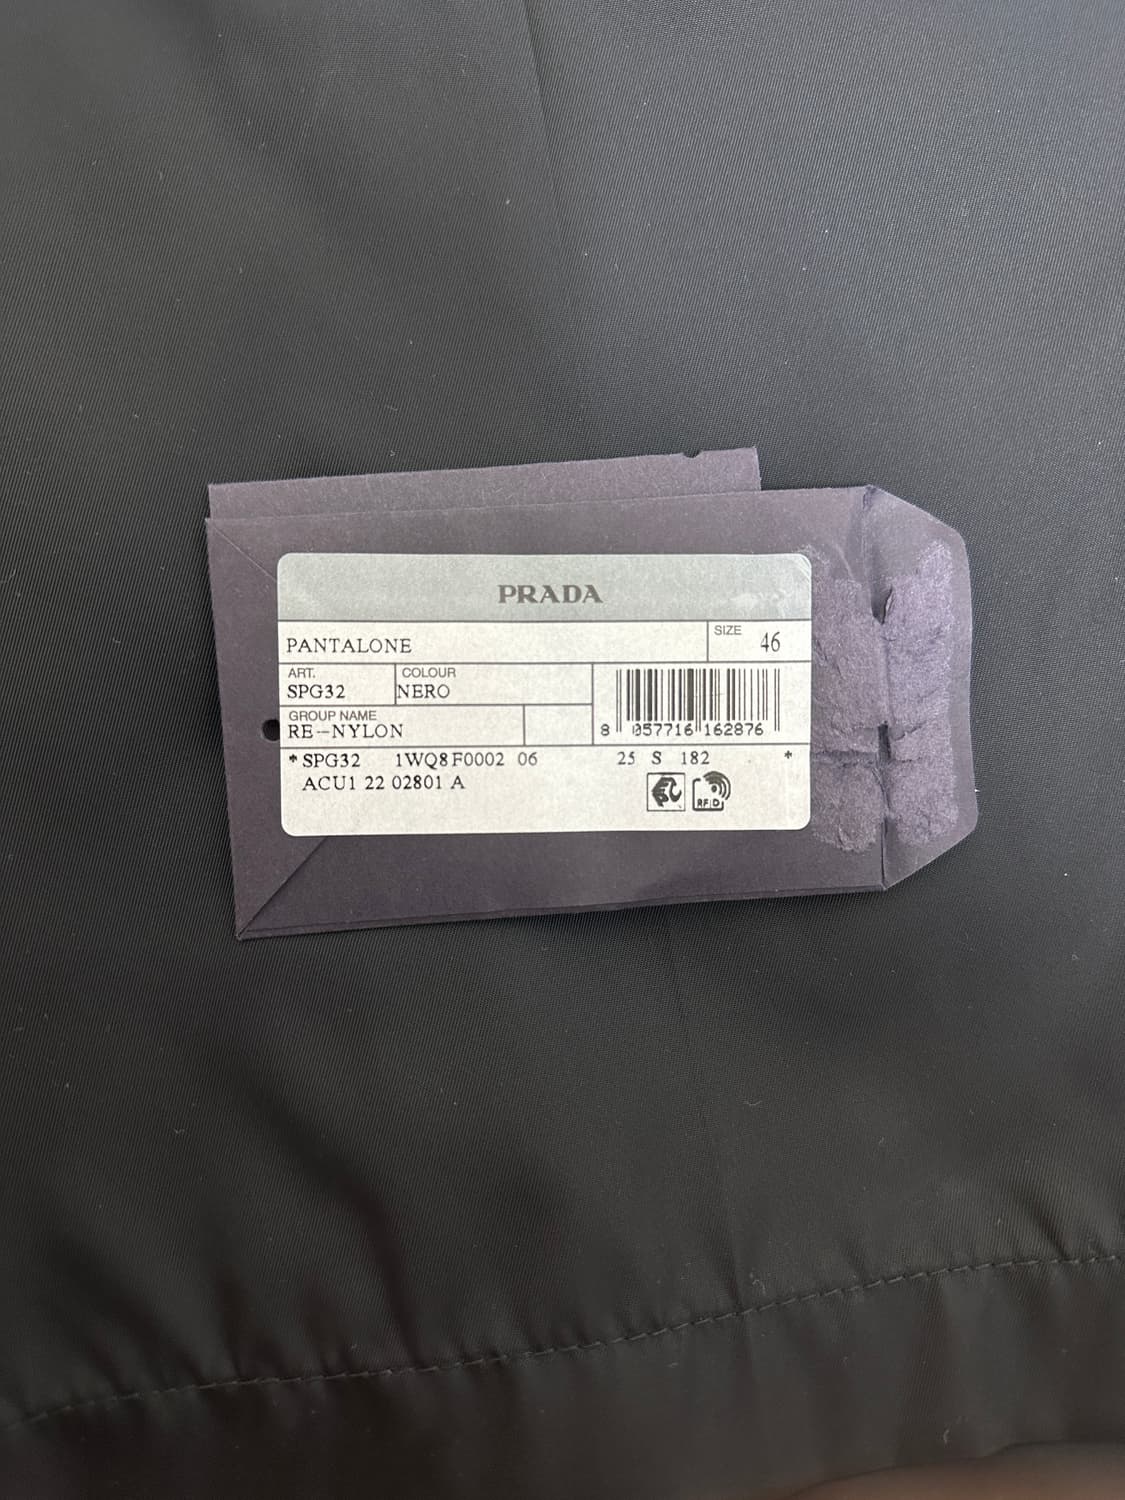 PRADA
PANTALONE
SIZE 46
ART. COLOUR
SPG32 NERO
GROUP NAME
RE-NYLON
8 057716 162876
* SPG32 1WQ8 F0002 06 25 S 182 *
ACU1 22 02801 A
RFID